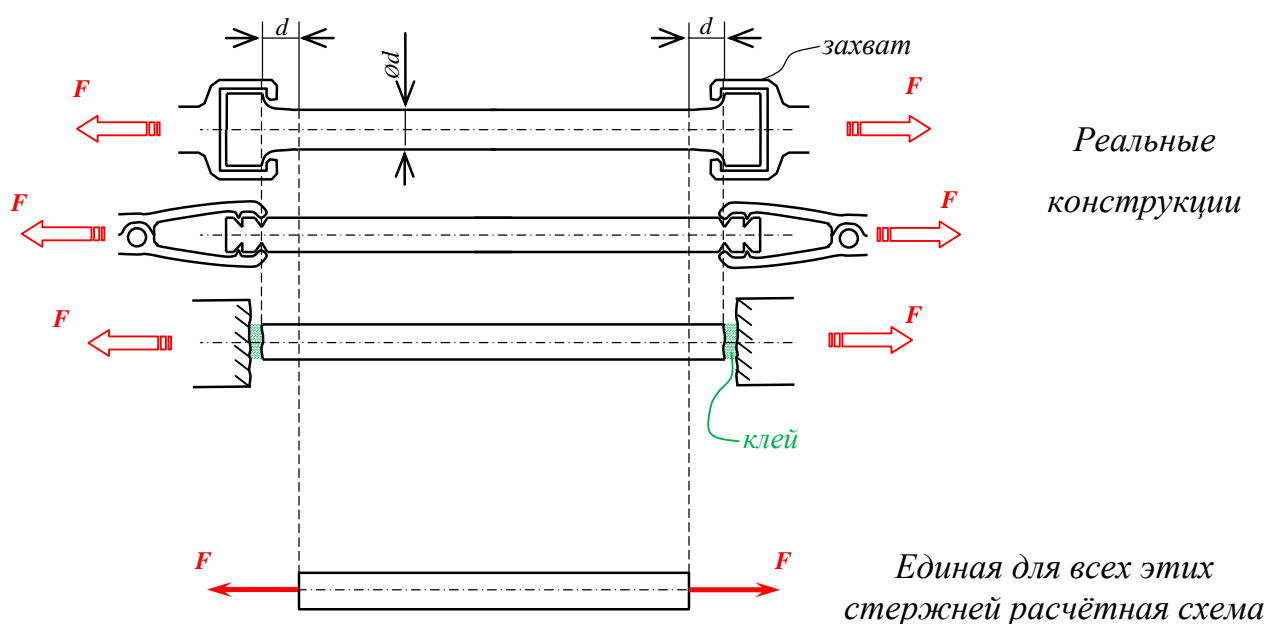 d
d
захват
Ød
F
F
Реальные
конструкции
F
F
F
F
клей
F
F
Единая для всех этих
стержней расчётная схема